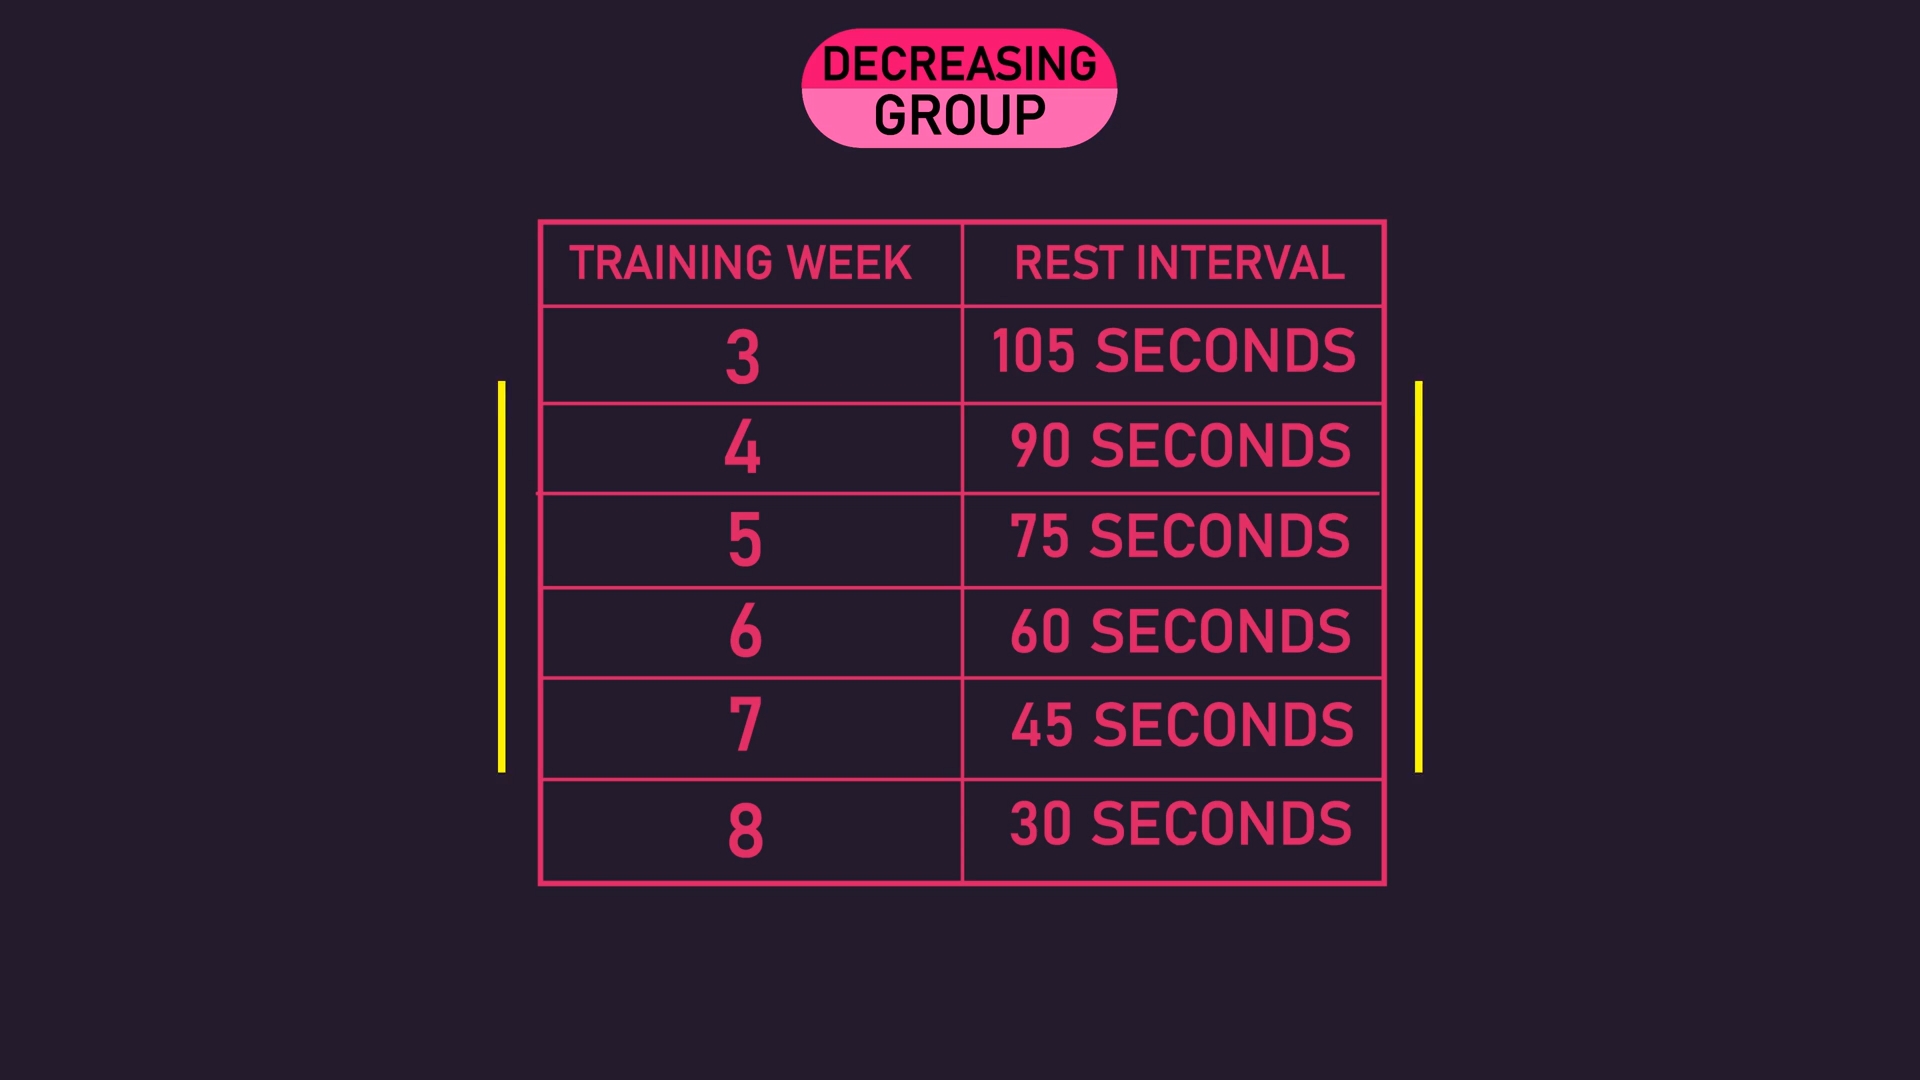 DECREASING
GROUP
TRAINING WEEK REST INTERVAL
3 105 SECONDS
4 90 SECONDS
5 75 SECONDS
6 60 SECONDS
7 45 SECONDS
8 30 SECONDS